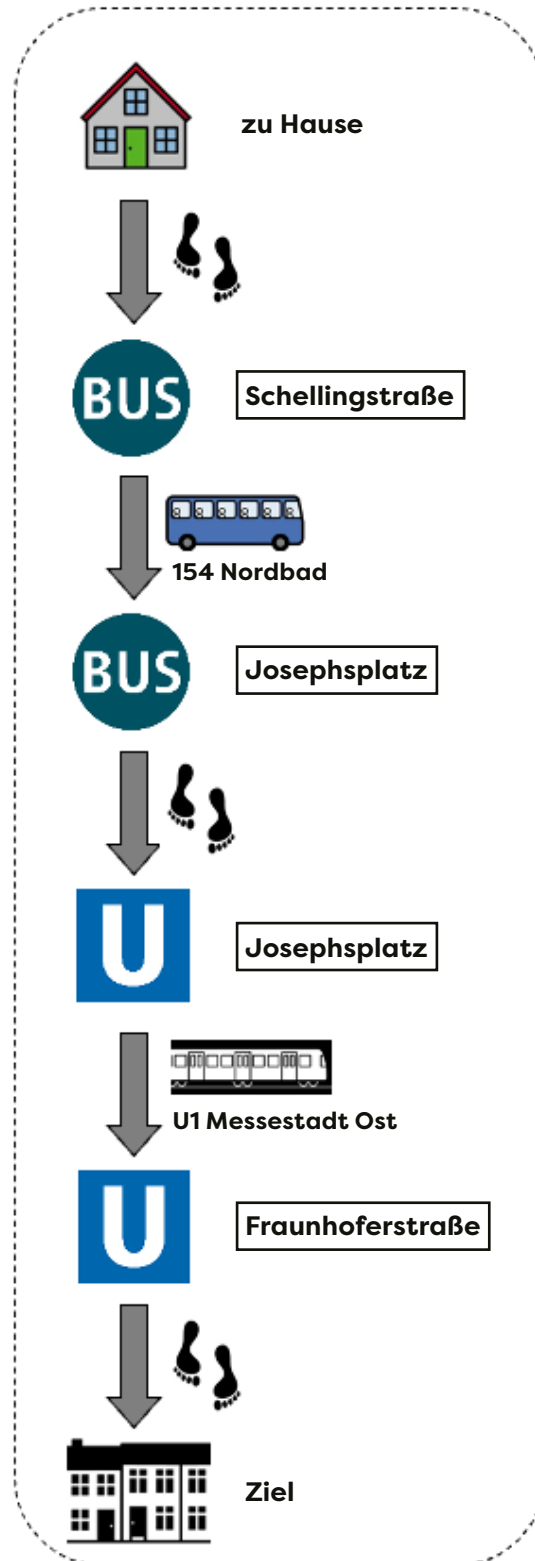 zu Hause
BUS
Schellingstraße
154 Nordbad
BUS
Josephsplatz
U
Josephsplatz
U1 Messestadt Ost
U
Fraunhoferstraße
Ziel